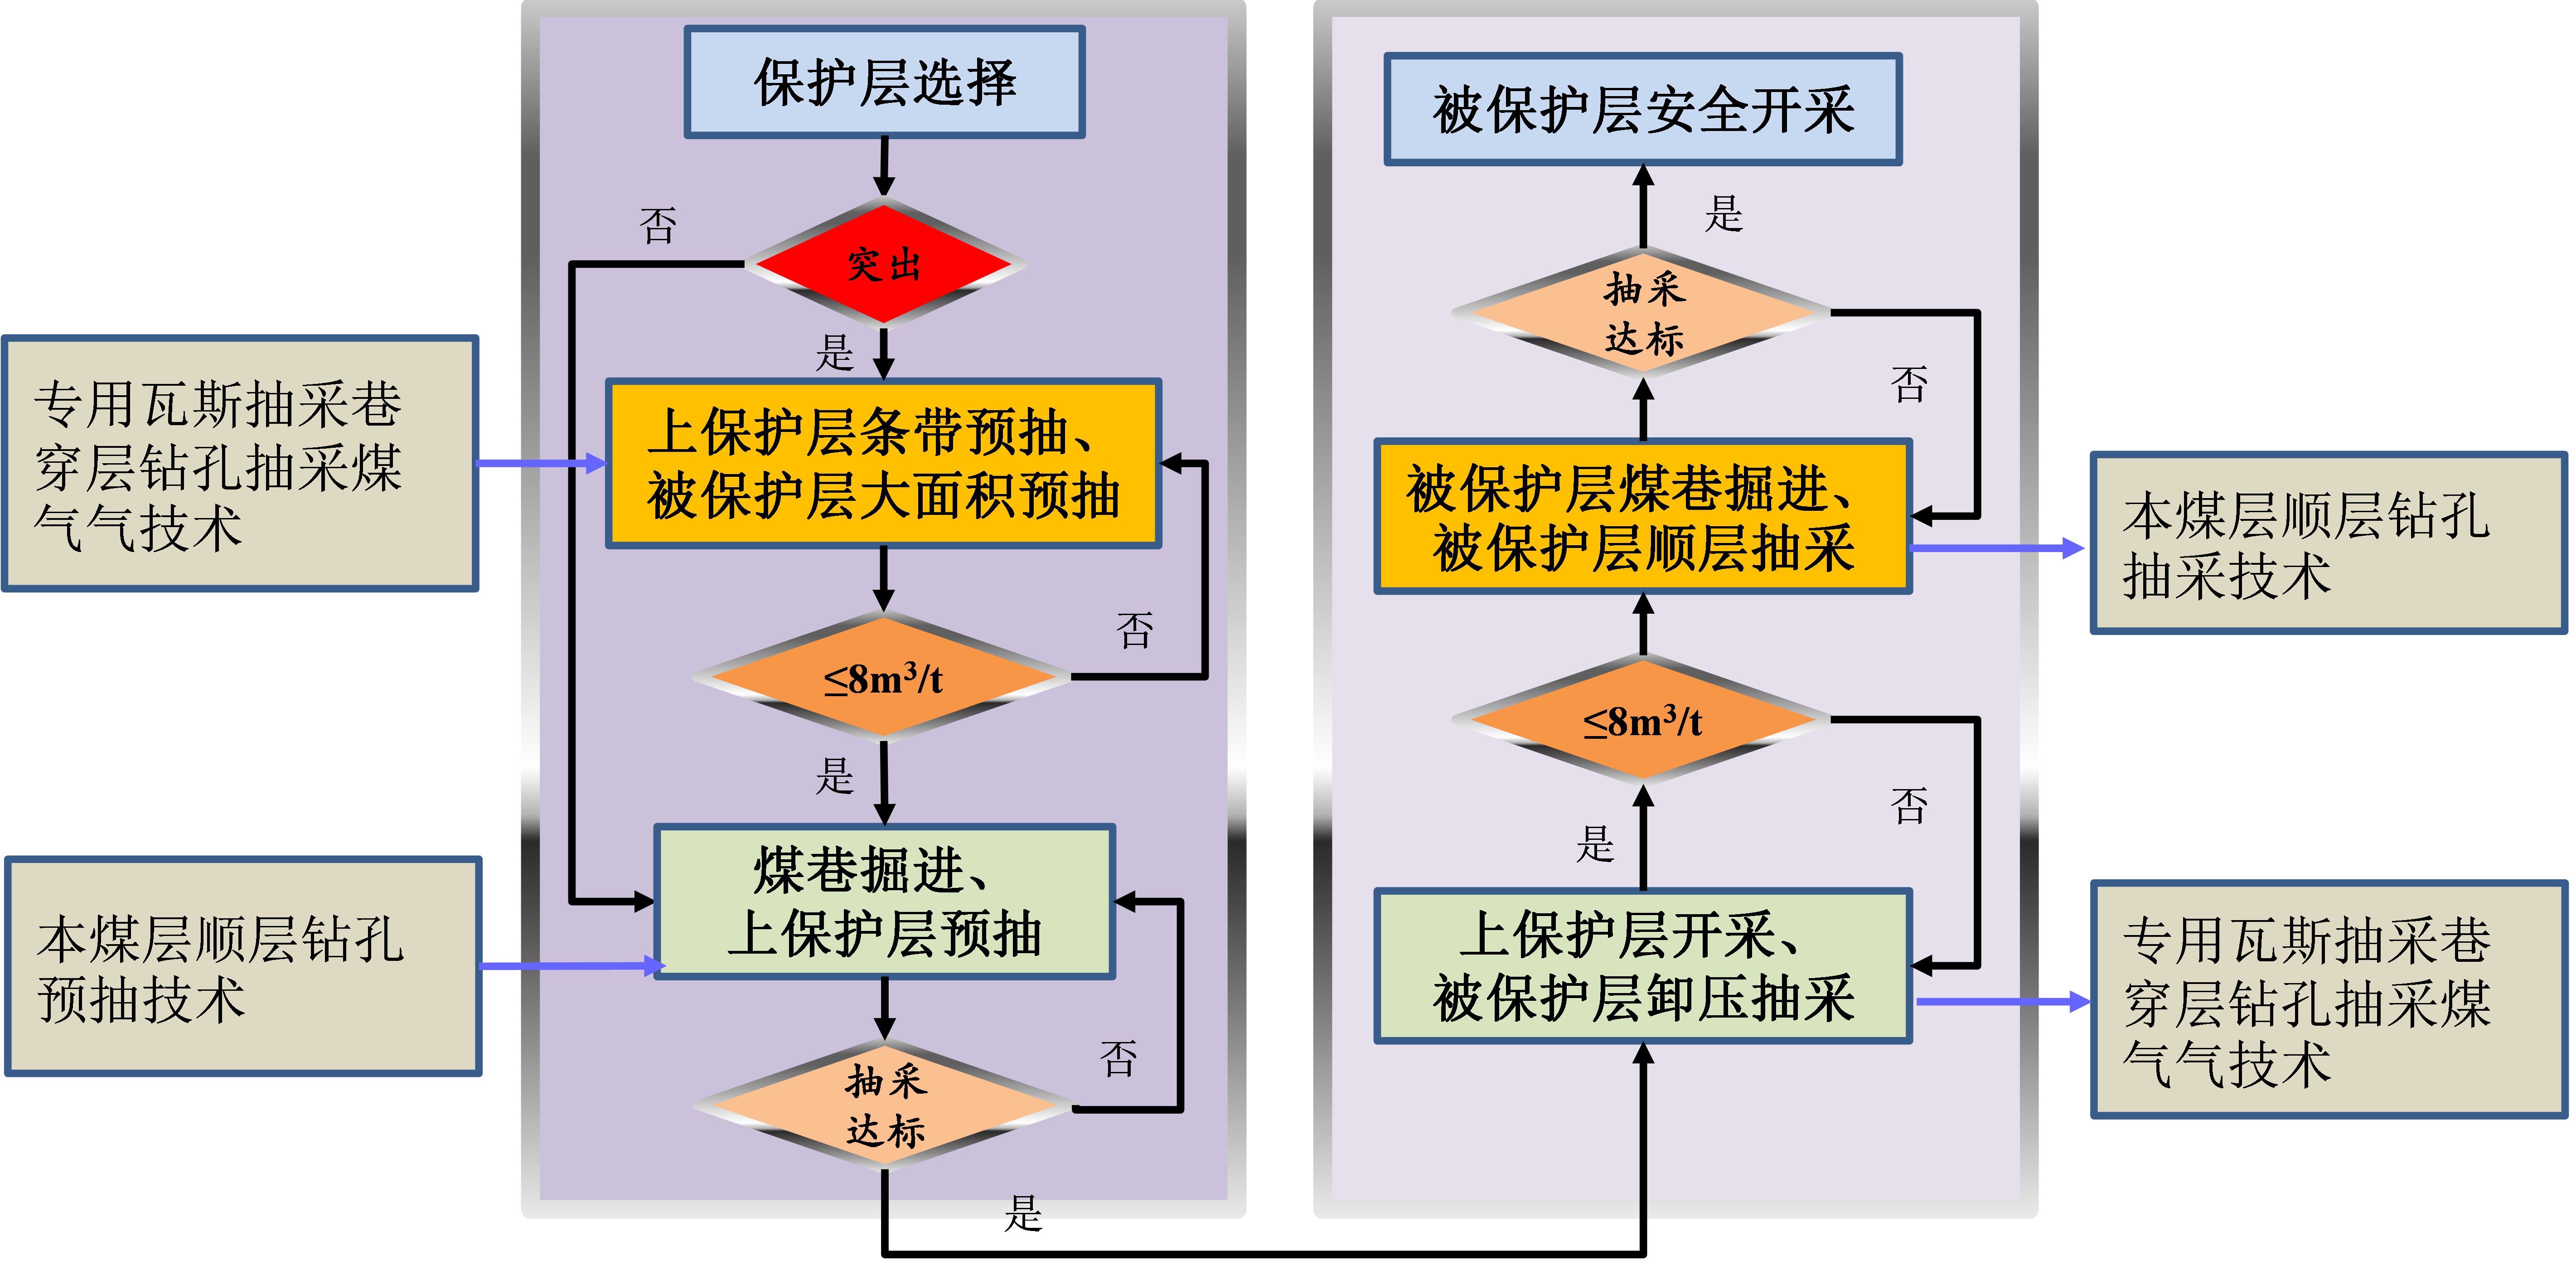 保护层选择
突出
否
是
专用瓦斯抽采巷
穿层钻孔抽采煤
气气技术
上保护层条带预抽、
被保护层大面积预抽
≤8m³/t
否
是
本煤层顺层钻孔
预抽技术
煤巷掘进、
上保护层预抽
抽采
达标
否
是
上保护层开采、
被保护层卸压抽采
专用瓦斯抽采巷
穿层钻孔抽采煤
气气技术
是
≤8m³/t
否
被保护层煤巷掘进、
被保护层顺层抽采
本煤层顺层钻孔
抽采技术
抽采
达标
否
是
被保护层安全开采